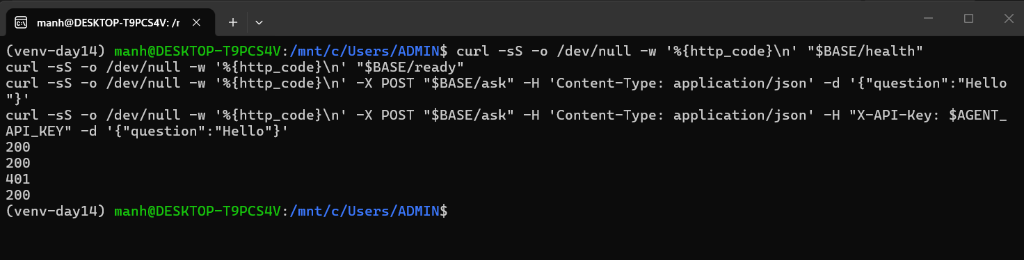 manh@DESKTOP-T9PCS4V: /r
(venv-day14) manh@DESKTOP-T9PCS4V:/mnt/c/Users/ADMIN$ curl -sS -o /dev/null -w '%{http_code}\n' "$BASE/health"
curl -sS -o /dev/null -w '%{http_code}\n' "$BASE/ready"
curl -sS -o /dev/null -w '%{http_code}\n' -X POST "$BASE/ask" -H 'Content-Type: application/json' -d '{"question":"Hello
"}'
curl -sS -o /dev/null -w '%{http_code}\n' -X POST "$BASE/ask" -H 'Content-Type: application/json' -H "X-API-Key: $AGENT_
API_KEY" -d '{"question":"Hello"}'
200
200
401
200
(venv-day14) manh@DESKTOP-T9PCS4V:/mnt/c/Users/ADMIN$